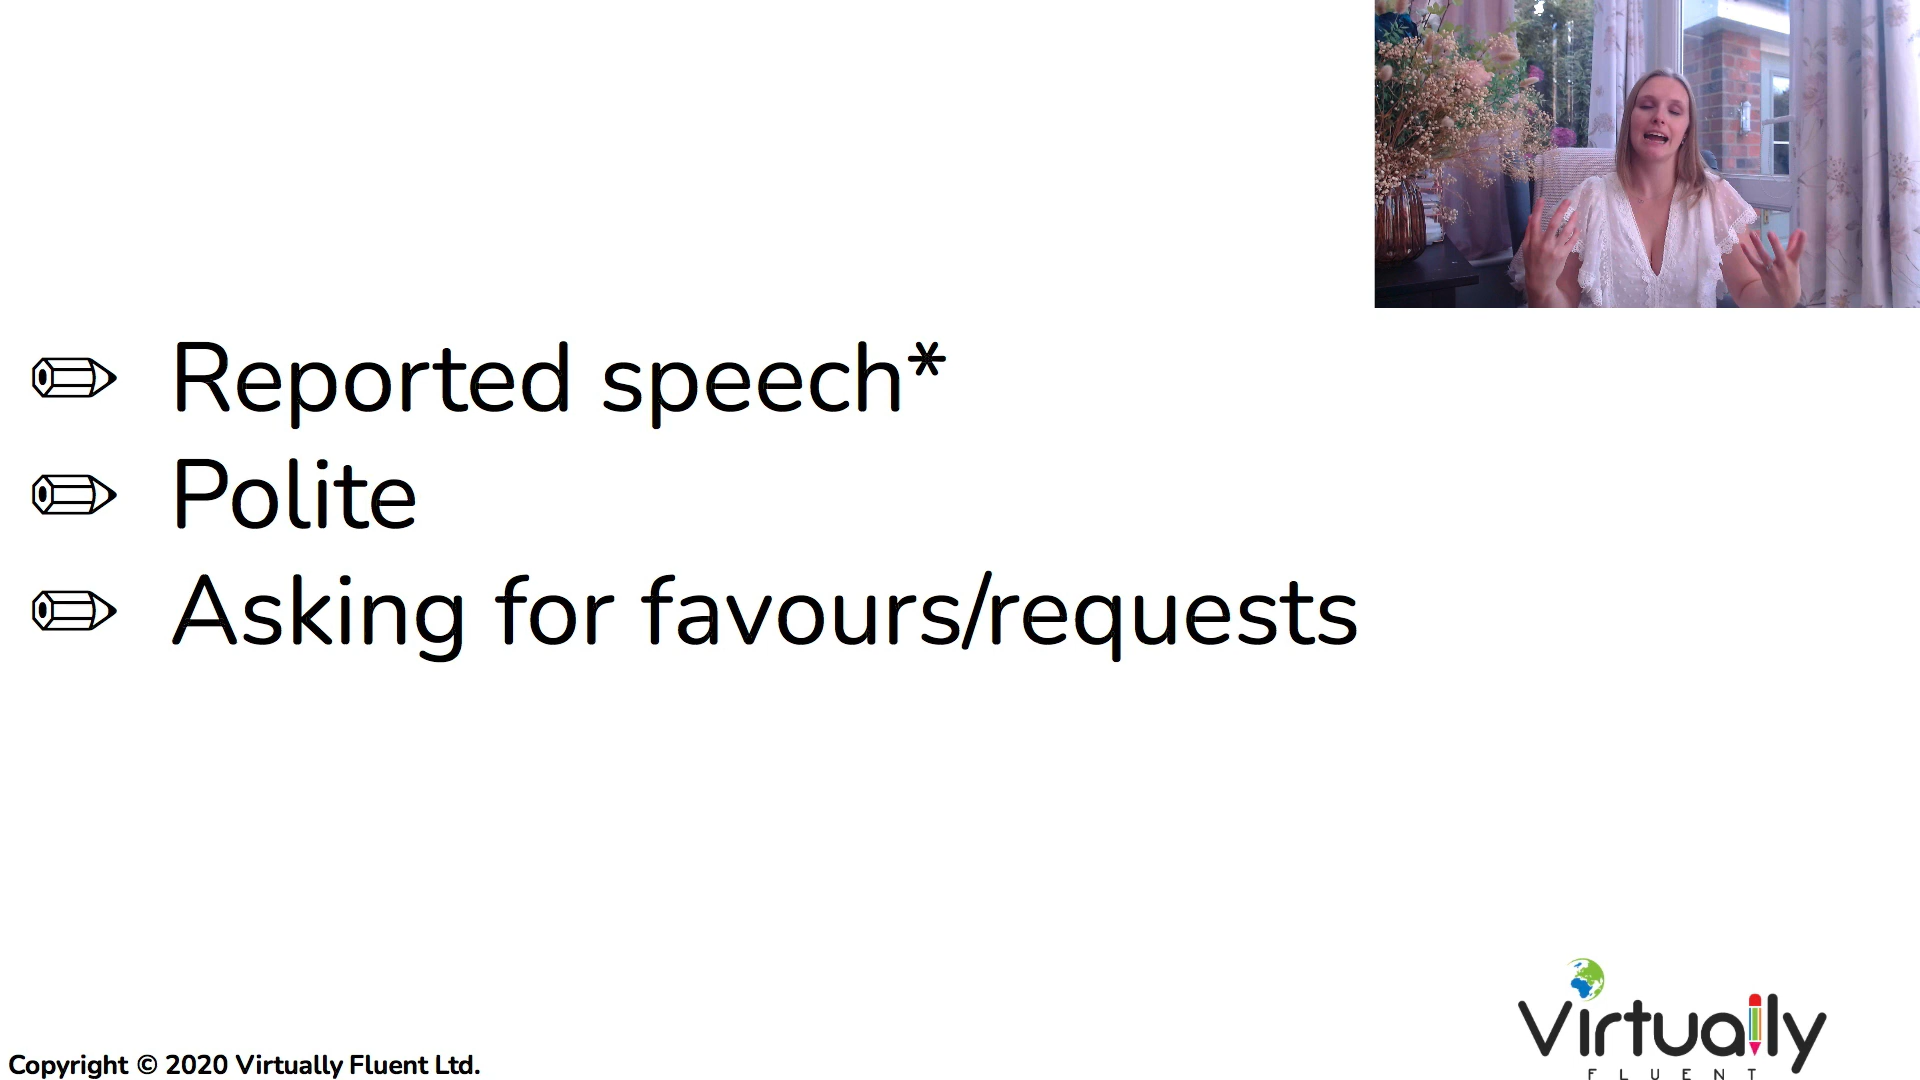 Reported speech*
Polite
Asking for favours/requests
Virtually
FLUENT
Copyright © 2020 Virtually Fluent Ltd.